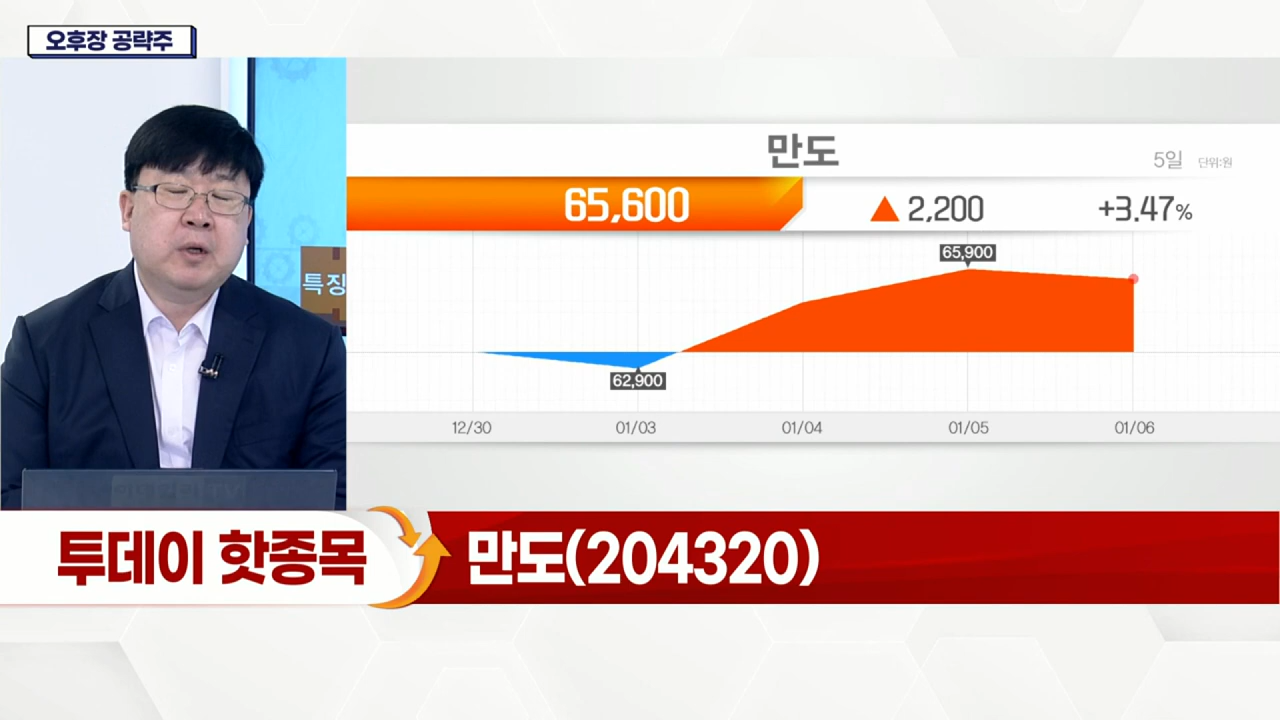 오후장 공략주
특징
만도
5일 단위:원
65,600 ▲ 2,200 +3.47%
65,900
62,900
12/30 01/03 01/04 01/05 01/06
투데이 핫종목
만도(204320)